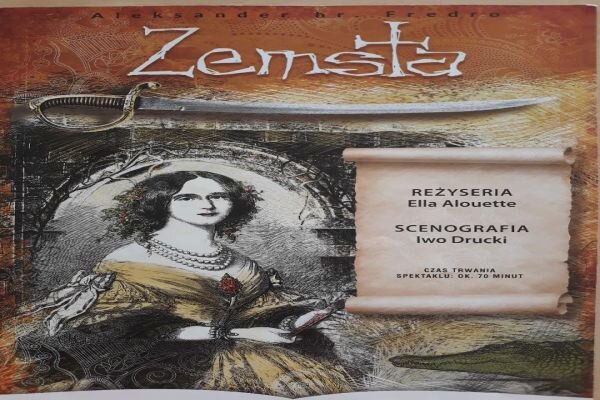 Aleksander hr. Fredro
Zemsta
REŻYSERIA
Ella Alouette
SCENOGRAFIA
Iwo Drucki
CZAS TRWANIA
SPEKTAKLU: OK. 70 MINUT